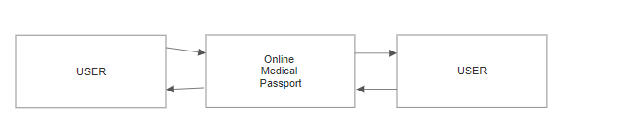 USER
Online
Medical
Passport
USER